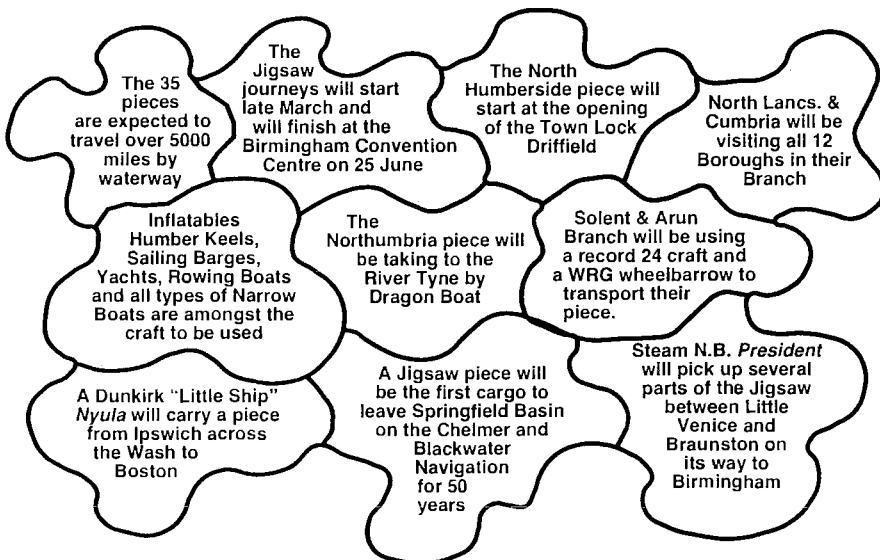 The 35
pieces
are expected to
travel over 5000
miles by
waterway
The
Jigsaw
journeys will start
late March and
will finish at the
Birmingham Convention
Centre on 25 June
The North
Humberside piece will
start at the opening
of the Town Lock
Driffield
North Lancs. &
Cumbria will be
visiting all 12
Boroughs in their
Branch
Inflatables
Humber Keels,
Sailing Barges,
Yachts, Rowing Boats
and all types of Narrow
Boats are amongst the
craft to be used
The
Northumbria piece will
be taking to the
River Tyne by
Dragon Boat
Solent & Arun
Branch will be using
a record 24 craft and
a WRG wheelbarrow to
transport their
piece.
A Dunkirk "Little Ship"
Nyula will carry a piece
from Ipswich across
the Wash to
Boston
A Jigsaw piece will
be the first cargo to
leave Springfield Basin
on the Chelmer and
Blackwater
Navigation
for 50
years
Steam N.B. President
will pick up several
parts of the Jigsaw
between Little
Venice and
Braunston on
its way to
Birmingham